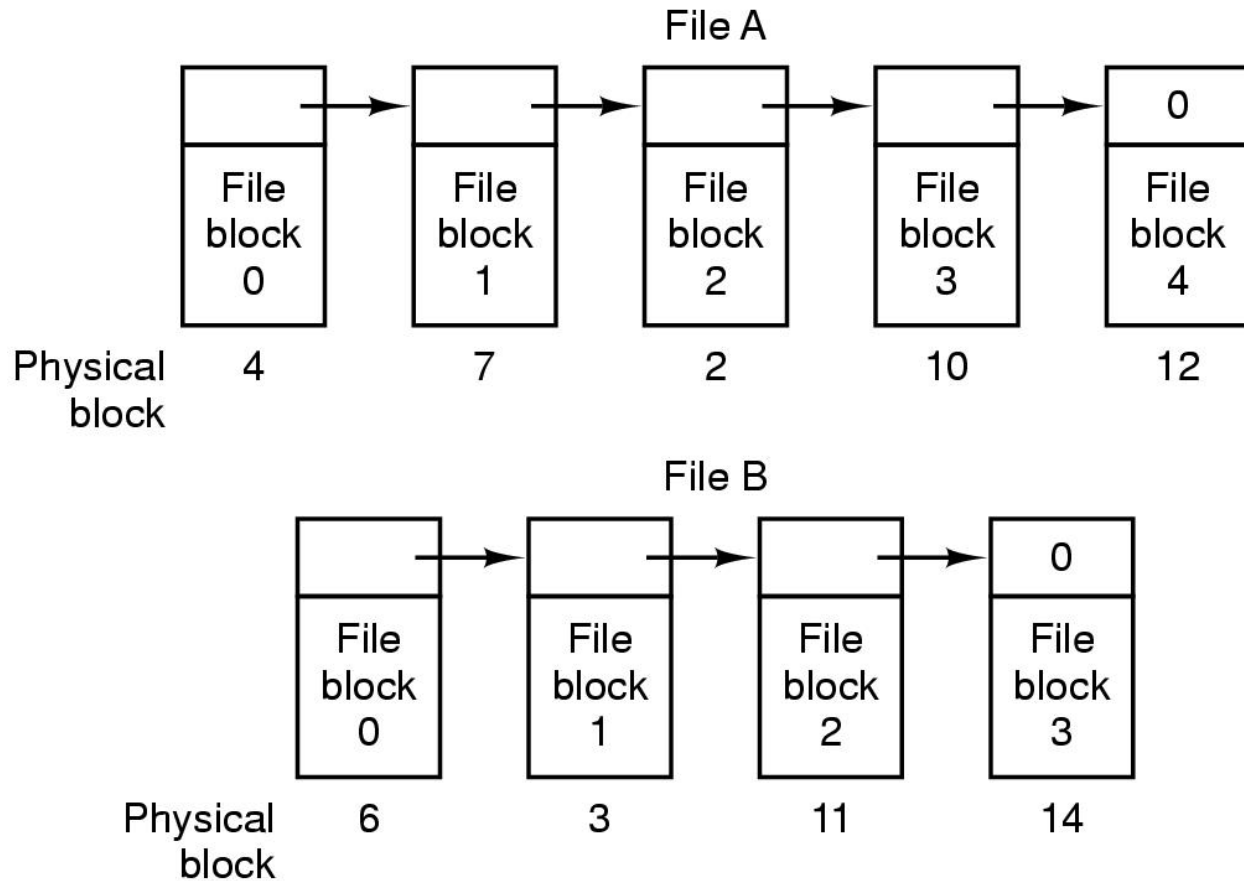 File A
0
File block 0
File block 1
File block 2
File block 3
File block 4
Physical block
4 7 2 10 12
File B
0
File block 0
File block 1
File block 2
File block 3
Physical block
6 3 11 14